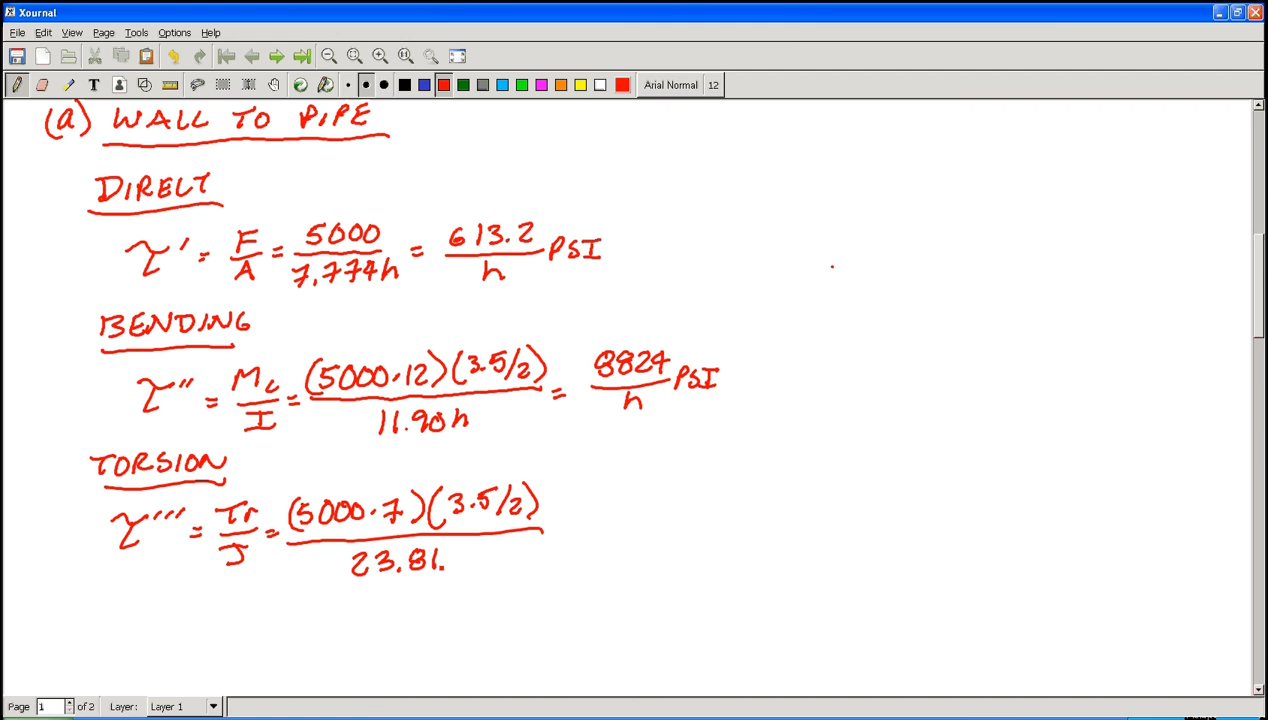 Xournal
File Edit View Page Tools Options Help
Arial Normal 12
(a) WALL TO PIPE
DIRECT
τ' = F/A = 5000/7.774h = 613.2/h PSI
BENDING
τ'' = Mc/I = (5000·12)(3.5/2)/11.90h = 8824/h PSI
TORSION
τ''' = Tr/J = (5000·7)(3.5/2)/23.81
Page 1 of 2 Layer: Layer 1